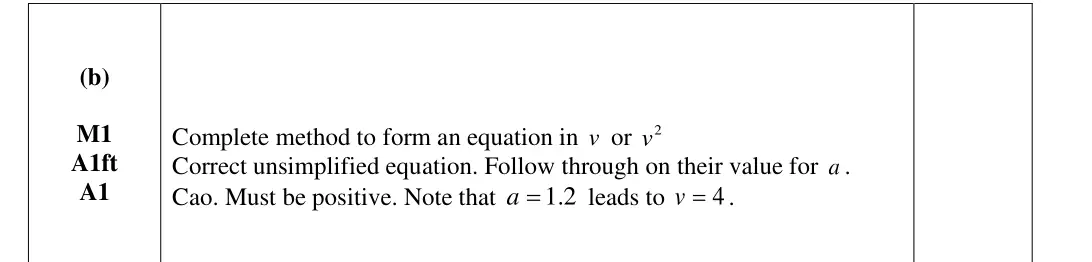 (b)
M1 Complete method to form an equation in v or v²
A1ft Correct unsimplified equation. Follow through on their value for a.
A1 Cao. Must be positive. Note that a = 1.2 leads to v = 4.